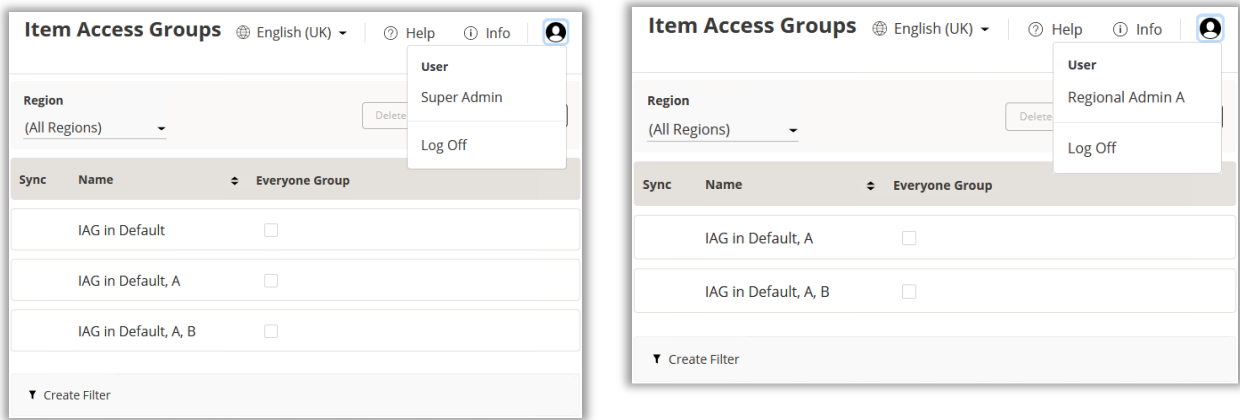 Item Access Groups English (UK) Help Info
User
Super Admin
Log Off
Region
(All Regions)
Delete
Sync Name Everyone Group
IAG in Default
IAG in Default, A
IAG in Default, A, B
Create Filter
Item Access Groups English (UK) Help Info
User
Regional Admin A
Log Off
Region
(All Regions)
Delete
Sync Name Everyone Group
IAG in Default, A
IAG in Default, A, B
Create Filter